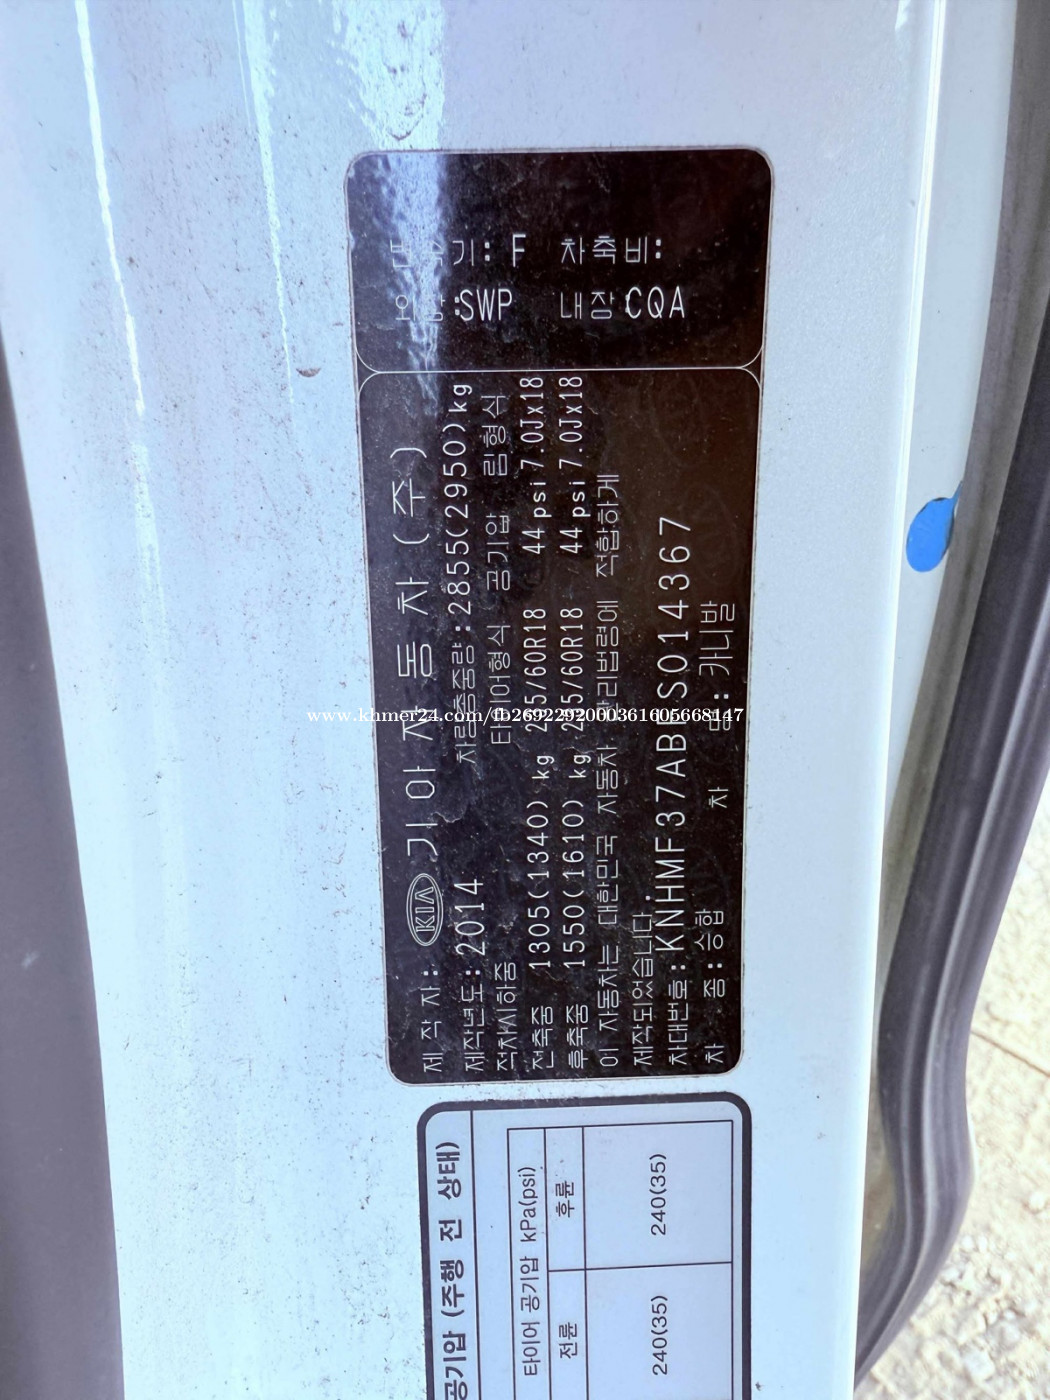 제 작 자: KIA 기 아 자 동 차 (주)
제작년도: 2014 차량총중량: 2855(2950)kg
적차시하중 타이어형식 공기압 림형식
전축중 1305(1340) kg 235/60R18 44 psi 7.0Jx18
후축중 1550(1610) kg 235/60R18 44 psi 7.0Jx18
이 자동차는 대한민국 자동차 관리법령에 적합하게
제작되었습니다.
차대번호: KNHMF37ABFS014367
차 종: 승합 차 명: 카니발
변속기: F 차축비:
외장: SWP 내장: CQA
공기압 (주행 전 상태)
타이어 공기압 kPa(psi)
전륜 후륜
240(35) 240(35)
www.khmer24.com/fb2692292000361605668147